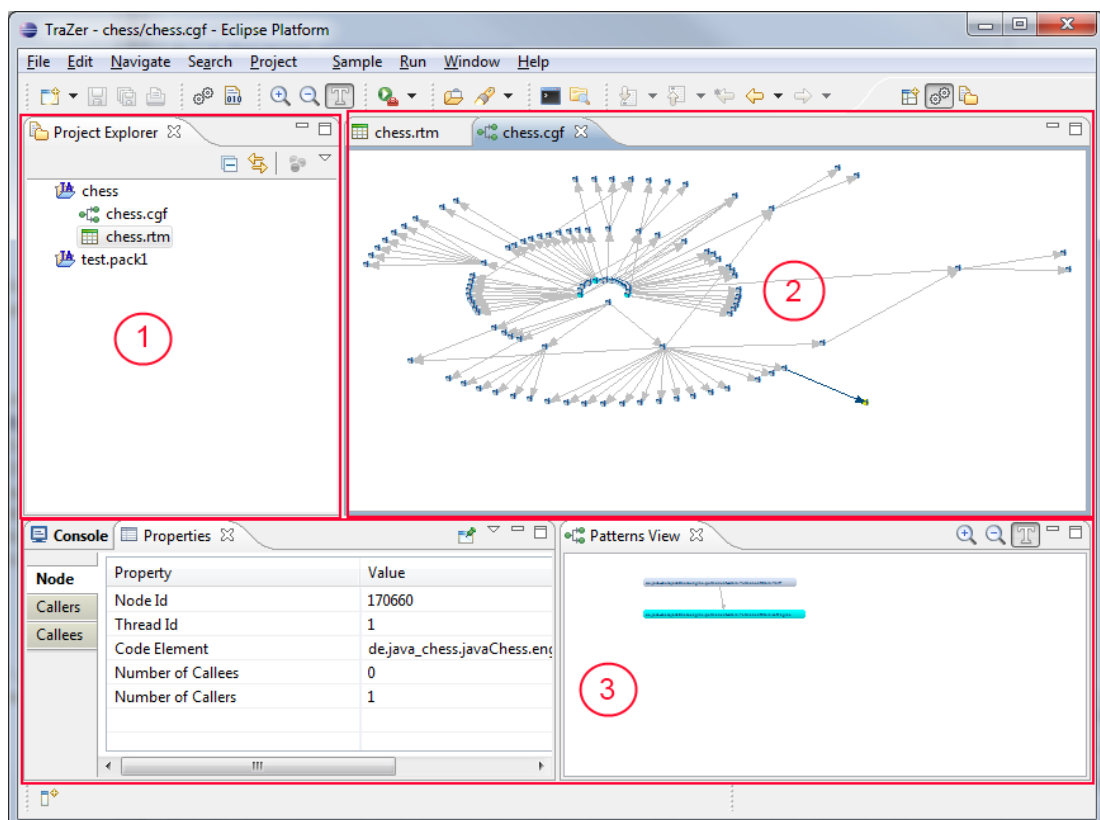 TraZer - chess/chess.cgf - Eclipse Platform
File Edit Navigate Search Project Sample Run Window Help
010
T
Project Explorer
chess.rtm chess.cgf
chess
chess.cgf
chess.rtm
test.pack1
1
2
Console Properties
Patterns View
T
Node
Callers
Callees
Property Value
Node Id 170660
Thread Id 1
Code Element de.java_chess.javaChess.eng
Number of Callees 0
Number of Callers 1
3